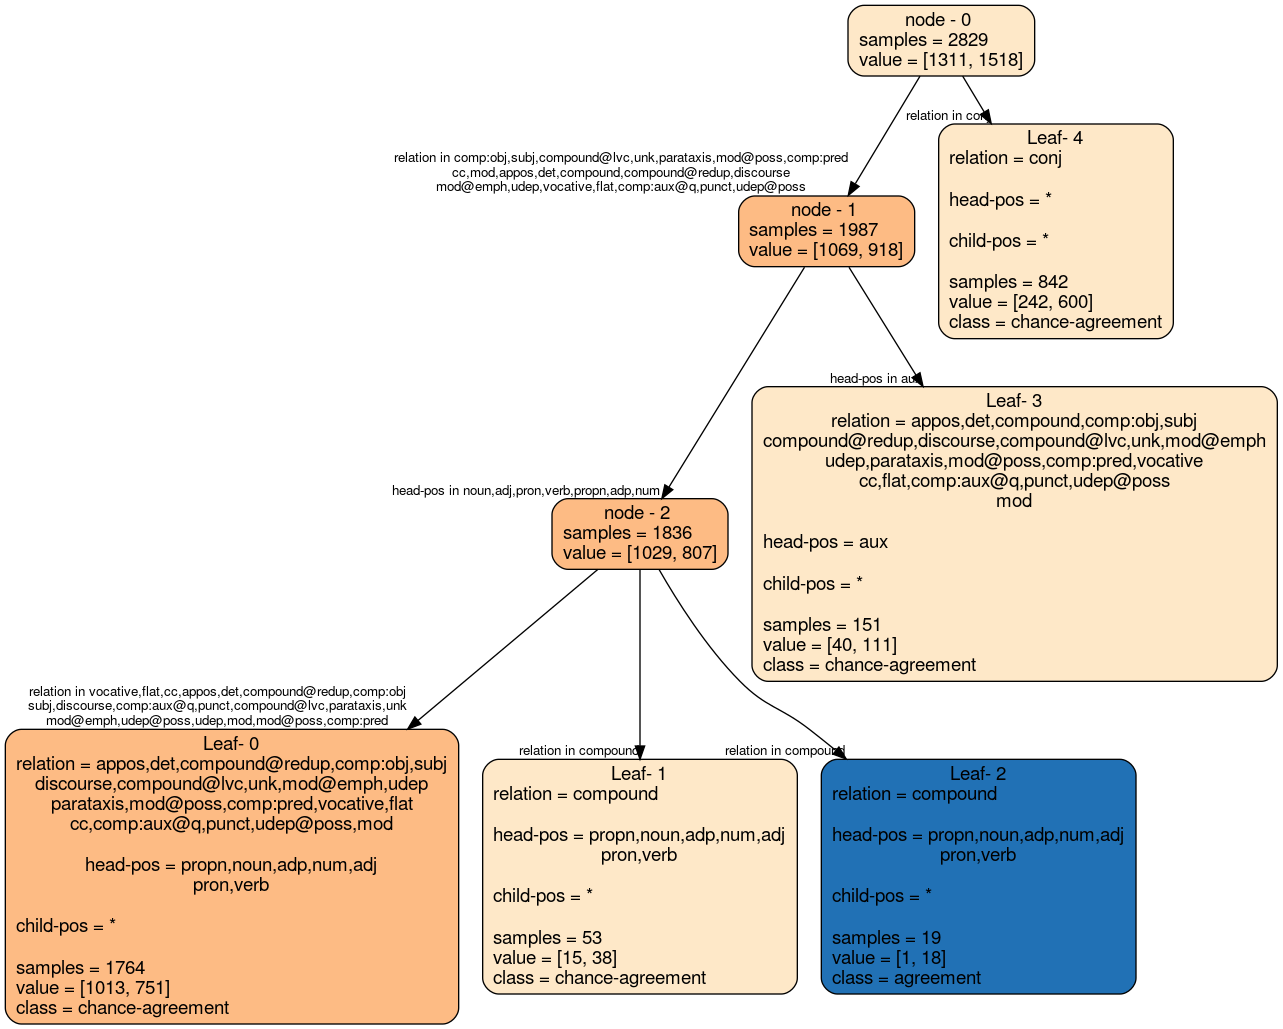 node - 0
samples = 2829
value = [1311, 1518]
relation in conj
Leaf- 4
relation = conj
head-pos = *
child-pos = *
samples = 842
value = [242, 600]
class = chance-agreement
relation in comp:obj,subj,compound@lvc,unk,parataxis,mod@poss,comp:pred
cc,mod,appos,det,compound,compound@redup,discourse
mod@emph,udep,vocative,flat,comp:aux@q,punct,udep@poss
node - 1
samples = 1987
value = [1069, 918]
head-pos in aux
Leaf- 3
relation = appos,det,compound,comp:obj,subj
compound@redup,discourse,compound@lvc,unk,mod@emph
udep,parataxis,mod@poss,comp:pred,vocative
cc,flat,comp:aux@q,punct,udep@poss
mod
head-pos = aux
child-pos = *
samples = 151
value = [40, 111]
class = chance-agreement
head-pos in noun,adj,pron,verb,propn,adp,num
node - 2
samples = 1836
value = [1029, 807]
relation in vocative,flat,cc,appos,det,compound@redup,comp:obj
subj,discourse,comp:aux@q,punct,compound@lvc,parataxis,unk
mod@emph,udep@poss,udep,mod,mod@poss,comp:pred
Leaf- 0
relation = appos,det,compound@redup,comp:obj,subj
discourse,compound@lvc,unk,mod@emph,udep
parataxis,mod@poss,comp:pred,vocative,flat
cc,comp:aux@q,punct,udep@poss,mod
head-pos = propn,noun,adp,num,adj
pron,verb
child-pos = *
samples = 1764
value = [1013, 751]
class = chance-agreement
relation in compound
Leaf- 1
relation = compound
head-pos = propn,noun,adp,num,adj
pron,verb
child-pos = *
samples = 53
value = [15, 38]
class = chance-agreement
relation in compound
Leaf- 2
relation = compound
head-pos = propn,noun,adp,num,adj
pron,verb
child-pos = *
samples = 19
value = [1, 18]
class = agreement